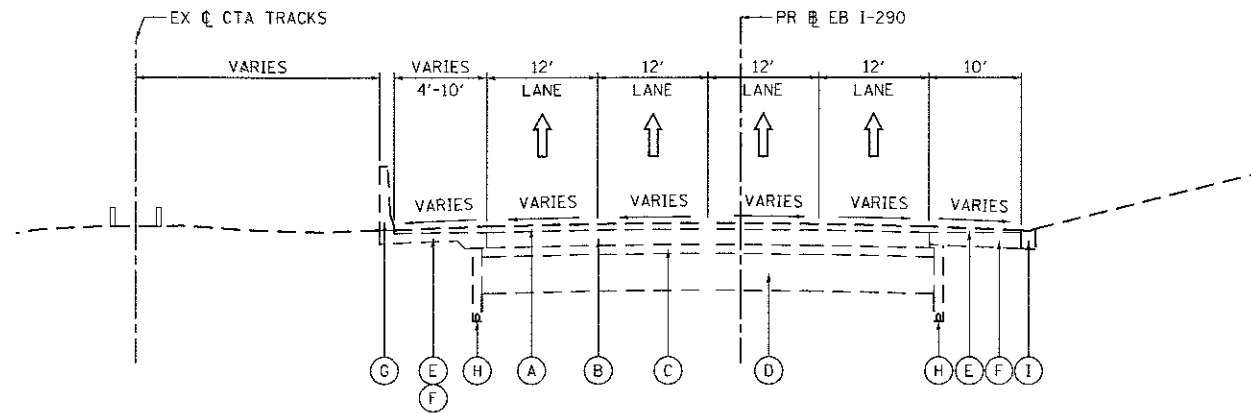 EX ℄ CTA TRACKS
PR B̲L EB I-290
VARIES
VARIES
4'-10'
12'
LANE
12'
LANE
12'
LANE
12'
LANE
10'
VARIES
VARIES
VARIES
VARIES
VARIES
VARIES
G
E
F
H
A
B
C
D
H
E
F
I